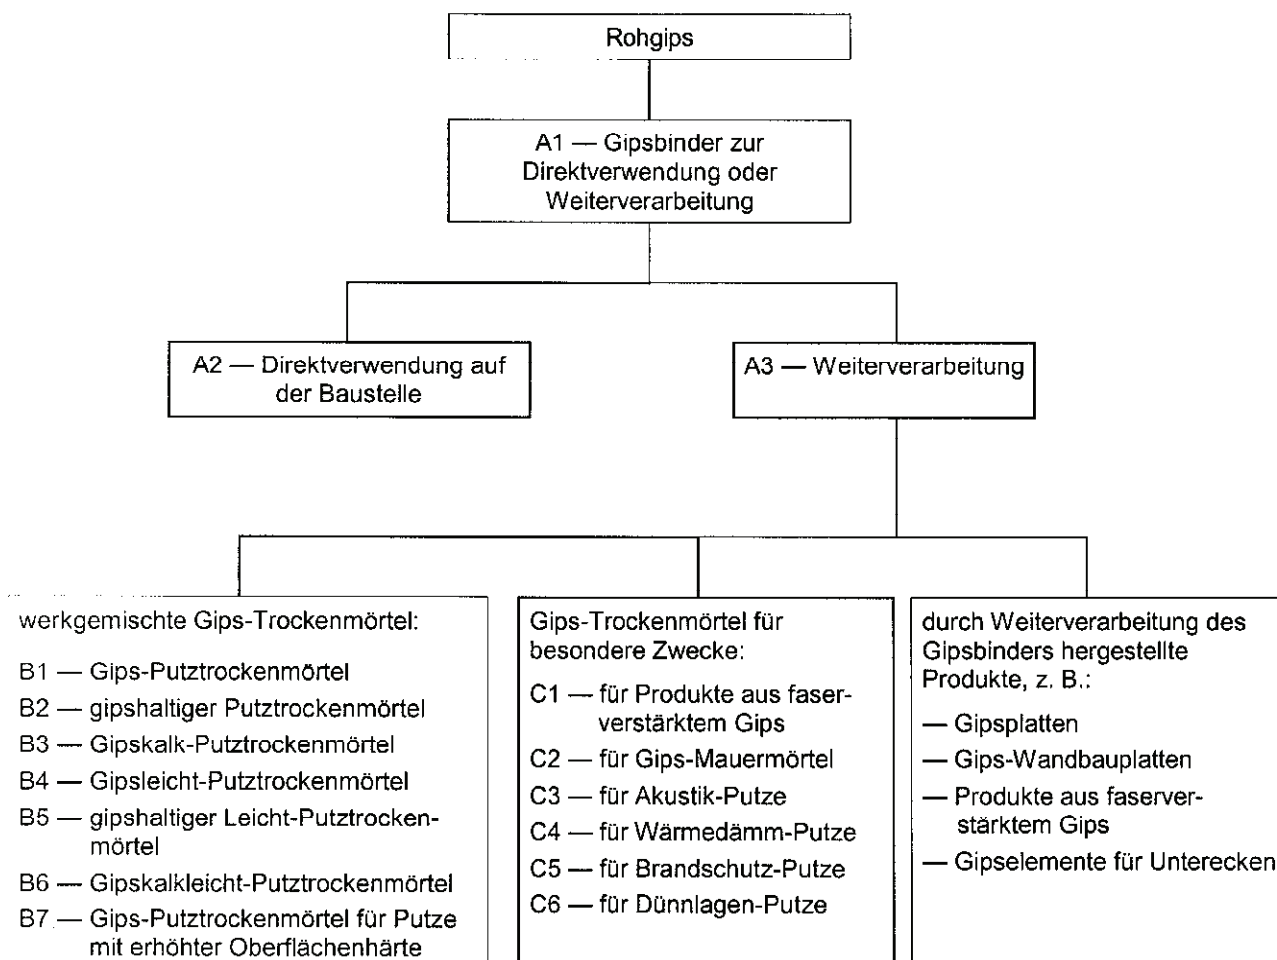 Rohgips
A1 — Gipsbinder zur
Direktverwendung oder
Weiterverarbeitung
A2 — Direktverwendung auf
der Baustelle
A3 — Weiterverarbeitung
werkgemischte Gips-Trockenmörtel:
B1 — Gips-Putztrockenmörtel
B2 — gipshaltiger Putztrockenmörtel
B3 — Gipskalk-Putztrockenmörtel
B4 — Gipsleicht-Putztrockenmörtel
B5 — gipshaltiger Leicht-Putztrocken-
mörtel
B6 — Gipskalkleicht-Putztrockenmörtel
B7 — Gips-Putztrockenmörtel für Putze
mit erhöhter Oberflächenhärte
Gips-Trockenmörtel für
besondere Zwecke:
C1 — für Produkte aus faser-
verstärktem Gips
C2 — für Gips-Mauermörtel
C3 — für Akustik-Putze
C4 — für Wärmedämm-Putze
C5 — für Brandschutz-Putze
C6 — für Dünnlagen-Putze
durch Weiterverarbeitung des
Gipsbinders hergestellte
Produkte, z. B.:
— Gipsplatten
— Gips-Wandbauplatten
— Produkte aus faserver-
stärktem Gips
— Gipselemente für Unterecken